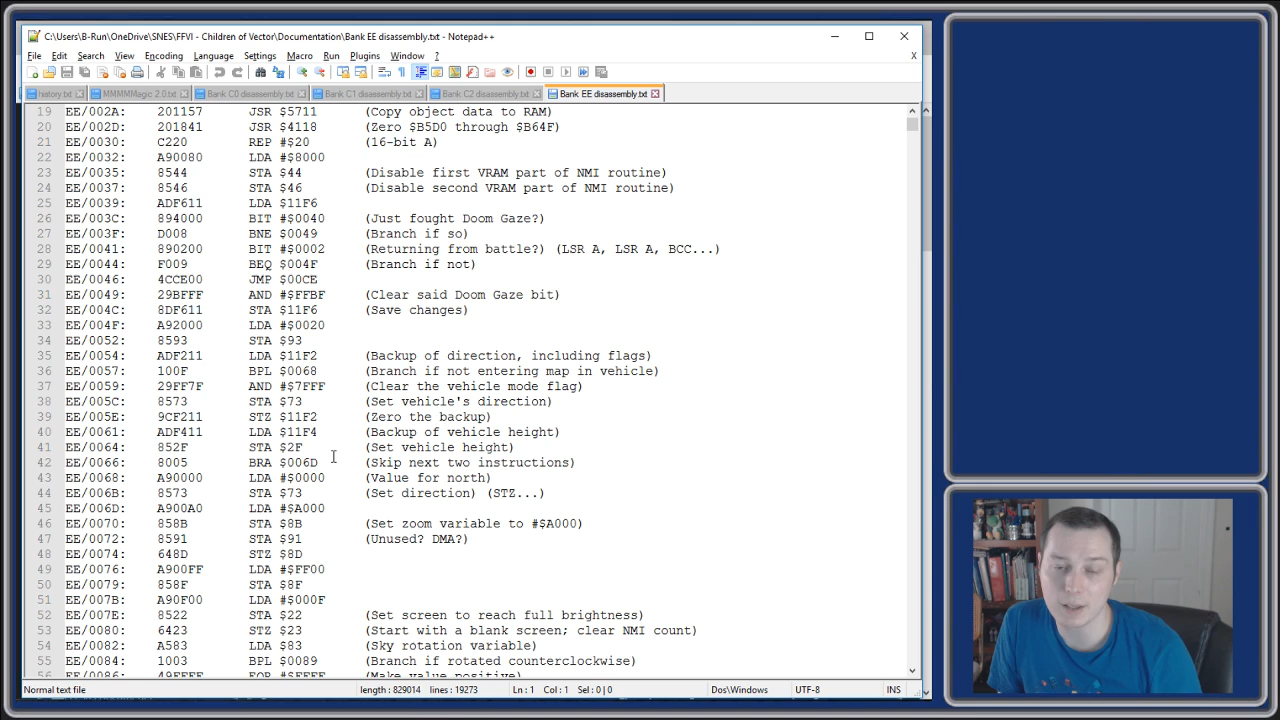 C:\Users\B-Run\OneDrive\SNES\FFVI - Children of Vector\Documentation\Bank EE disassembly.txt - Notepad++
File Edit Search View Encoding Language Settings Macro Run Plugins Window ? X
history.txt MMMMMagic 2.0.txt Bank C0 disassembly.txt Bank C1 disassembly.txt Bank C2 disassembly.txt Bank EE disassembly.txt
19 EE/002A: 201157 JSR $5711 (Copy object data to RAM)
20 EE/002D: 201841 JSR $4118 (Zero $B5D0 through $B64F)
21 EE/0030: C220 REP #$20 (16-bit A)
22 EE/0032: A90080 LDA #$8000
23 EE/0035: 8544 STA $44 (Disable first VRAM part of NMI routine)
24 EE/0037: 8546 STA $46 (Disable second VRAM part of NMI routine)
25 EE/0039: ADF611 LDA $11F6
26 EE/003C: 894000 BIT #$0040 (Just fought Doom Gaze?)
27 EE/003F: D008 BNE $0049 (Branch if so)
28 EE/0041: 890200 BIT #$0002 (Returning from battle?) (LSR A, LSR A, BCC...)
29 EE/0044: F009 BEQ $004F (Branch if not)
30 EE/0046: 4CCE00 JMP $00CE
31 EE/0049: 29BFFF AND #$FFBF (Clear said Doom Gaze bit)
32 EE/004C: 8DF611 STA $11F6 (Save changes)
33 EE/004F: A92000 LDA #$0020
34 EE/0052: 8593 STA $93
35 EE/0054: ADF211 LDA $11F2 (Backup of direction, including flags)
36 EE/0057: 100F BPL $0068 (Branch if not entering map in vehicle)
37 EE/0059: 29FF7F AND #$7FFF (Clear the vehicle mode flag)
38 EE/005C: 8573 STA $73 (Set vehicle's direction)
39 EE/005E: 9CF211 STZ $11F2 (Zero the backup)
40 EE/0061: ADF411 LDA $11F4 (Backup of vehicle height)
41 EE/0064: 852F STA $2F (Set vehicle height)
42 EE/0066: 8005 BRA $006D (Skip next two instructions)
43 EE/0068: A90000 LDA #$0000 (Value for north)
44 EE/006B: 8573 STA $73 (Set direction) (STZ...)
45 EE/006D: A900A0 LDA #$A000
46 EE/0070: 858B STA $8B (Set zoom variable to #$A000)
47 EE/0072: 8591 STA $91 (Unused? DMA?)
48 EE/0074: 648D STZ $8D
49 EE/0076: A900FF LDA #$FF00
50 EE/0079: 858F STA $8F
51 EE/007B: A90F00 LDA #$000F
52 EE/007E: 8522 STA $22 (Set screen to reach full brightness)
53 EE/0080: 6423 STZ $23 (Start with a blank screen; clear NMI count)
54 EE/0082: A583 LDA $83 (Sky rotation variable)
55 EE/0084: 1003 BPL $0089 (Branch if rotated counterclockwise)
56 EE/0086: 49FFFF EOR #$FFFF (Make value positive)
Normal text file length : 829014 lines : 19273 Ln : 1 Col : 1 Sel : 0 | 0 Dos\Windows UTF-8 INS